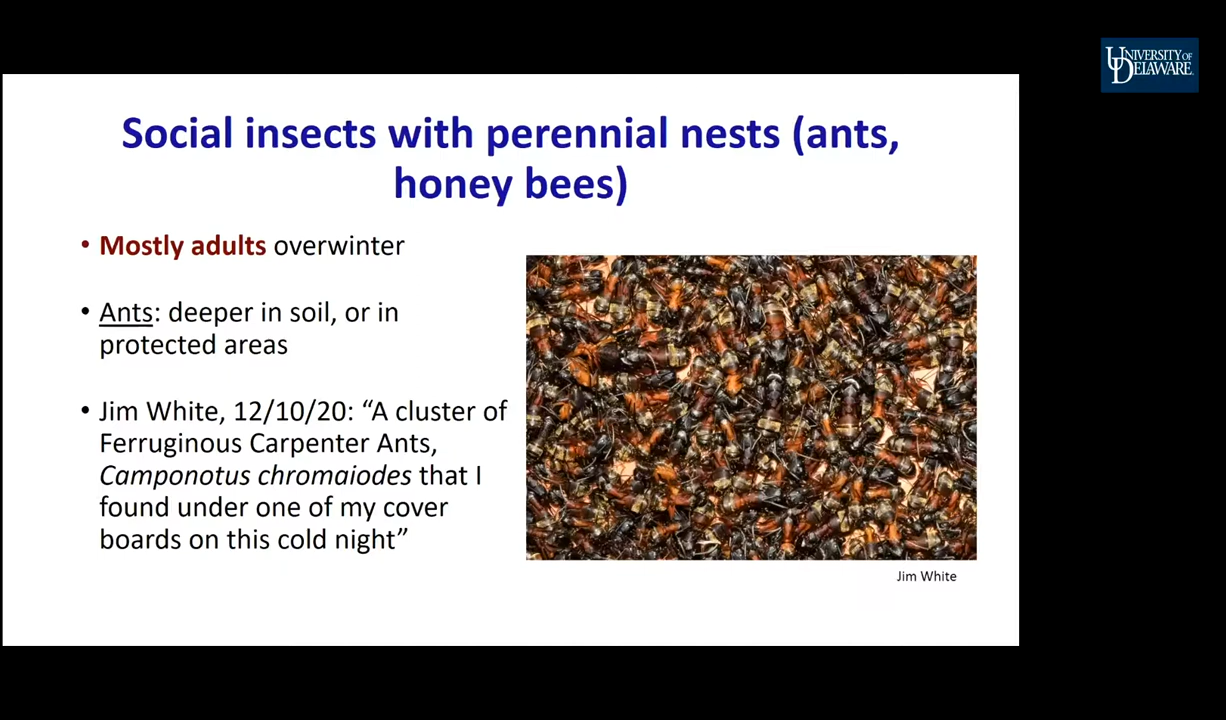 UNIVERSITY OF
DELAWARE
Social insects with perennial nests (ants,
honey bees)
• Mostly adults overwinter
• Ants: deeper in soil, or in
protected areas
• Jim White, 12/10/20: “A cluster of
Ferruginous Carpenter Ants,
Camponotus chromaiodes that I
found under one of my cover
boards on this cold night”
Jim White